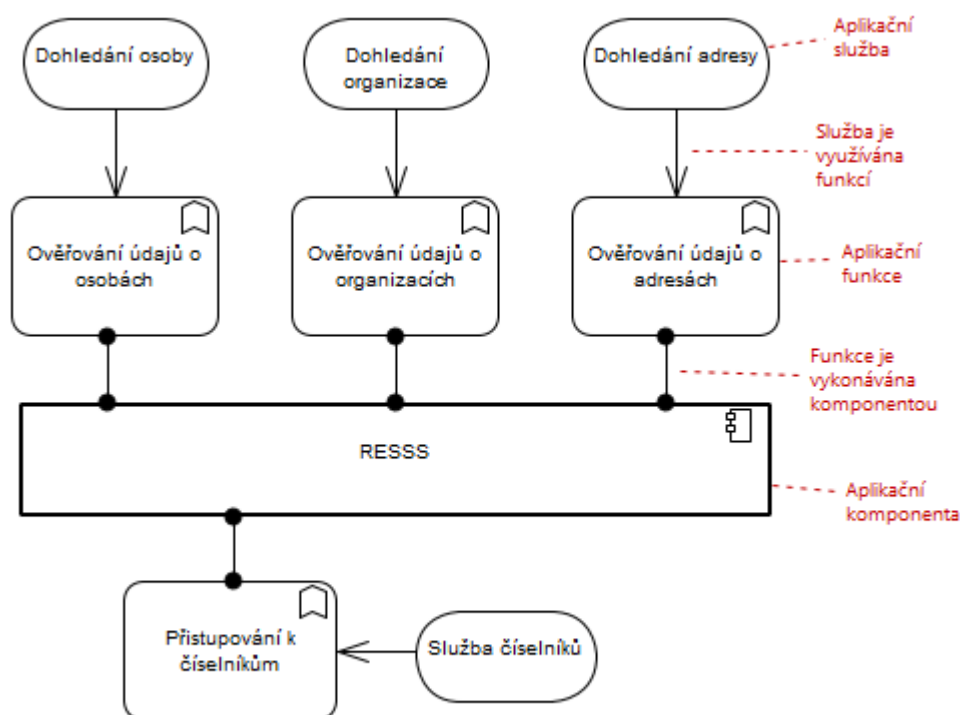 Dohledání osoby
Dohledání
organizace
Dohledání adresy
Aplikační
služba
Služba je
využívána
funkcí
Ověřování údajů o
osobách
Ověřování údajů o
organizacích
Ověřování údajů o
adresách
Aplikační
funkce
Funkce je
vykonávána
komponentou
RESSS
Aplikační
komponenta
Přistupování k
číselníkům
Služba číselníků